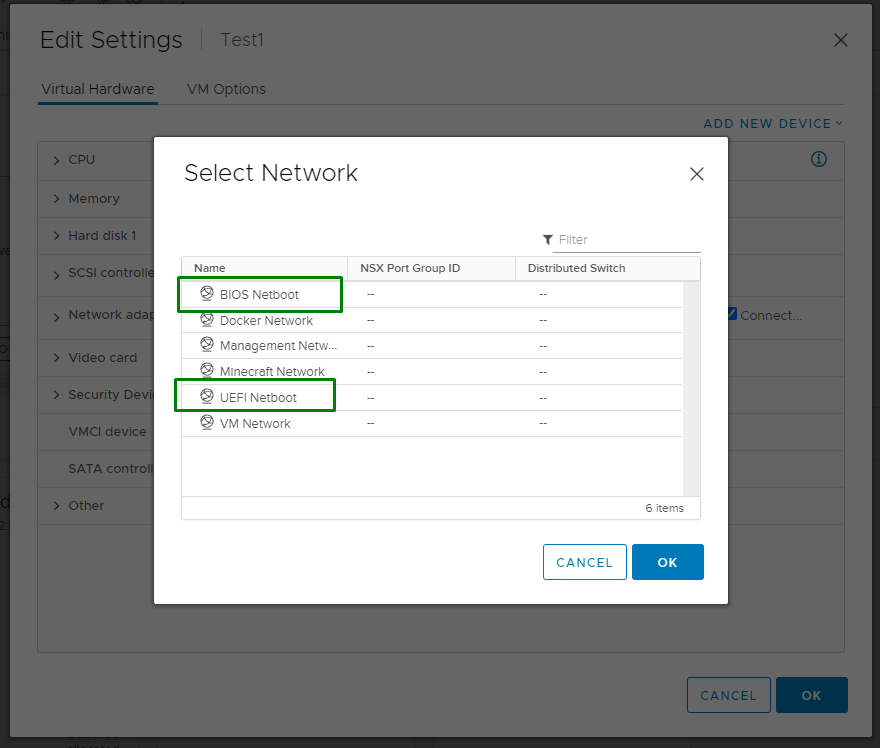 Edit Settings | Test1
Virtual Hardware VM Options
ADD NEW DEVICE
CPU
Memory
Hard disk 1
SCSI controlle
Network adap
Connect...
Video card
Security Devi
VMCI device
SATA controll
Other
Select Network
Filter
Name NSX Port Group ID Distributed Switch
BIOS Netboot -- --
Docker Network -- --
Management Netw... -- --
Minecraft Network -- --
UEFI Netboot -- --
VM Network -- --
6 items
CANCEL OK
CANCEL OK